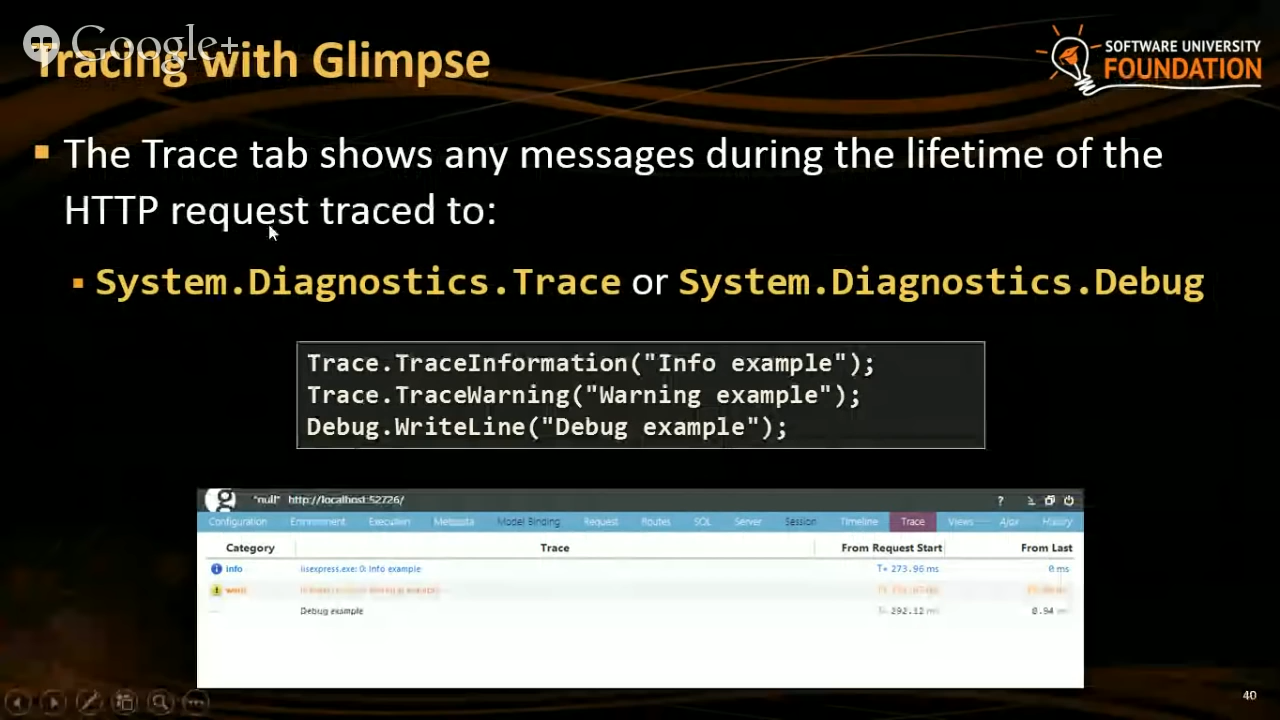 Google+
Tracing with Glimpse
SOFTWARE UNIVERSITY
FOUNDATION
The Trace tab shows any messages during the lifetime of the
HTTP request traced to:
System.Diagnostics.Trace or System.Diagnostics.Debug
Trace.TraceInformation("Info example");
Trace.TraceWarning("Warning example");
Debug.WriteLine("Debug example");
"null" http://localhost:52726/ ?
Configuration Environment Execution Metadata Model Binding Request Routes SQL Server Session Timeline Trace Views Ajax History
Category Trace From Request Start From Last
info iisexpress.exe: 0: Info example T+ 273.96 ms 0 ms
warn
Debug example 292.12 ms 0.94 ms
40